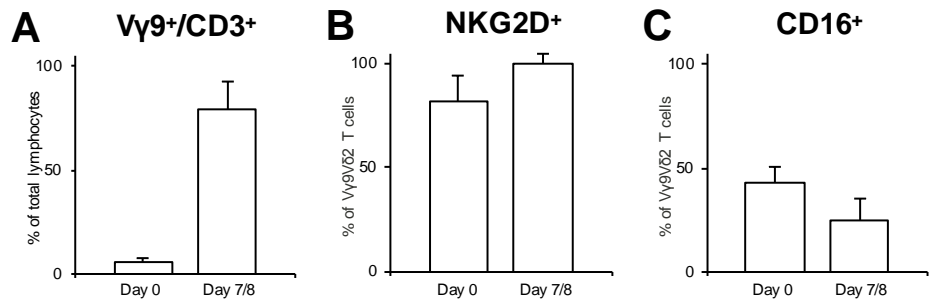 A Vγ9+/CD3+
% of total lymphocytes
100
50
0
Day 0 Day 7/8
B NKG2D+
% of Vγ9Vδ2 T cells
100
50
0
Day 0 Day 7/8
C CD16+
% of Vγ9Vδ2 T cells
100
50
0
Day 0 Day 7/8